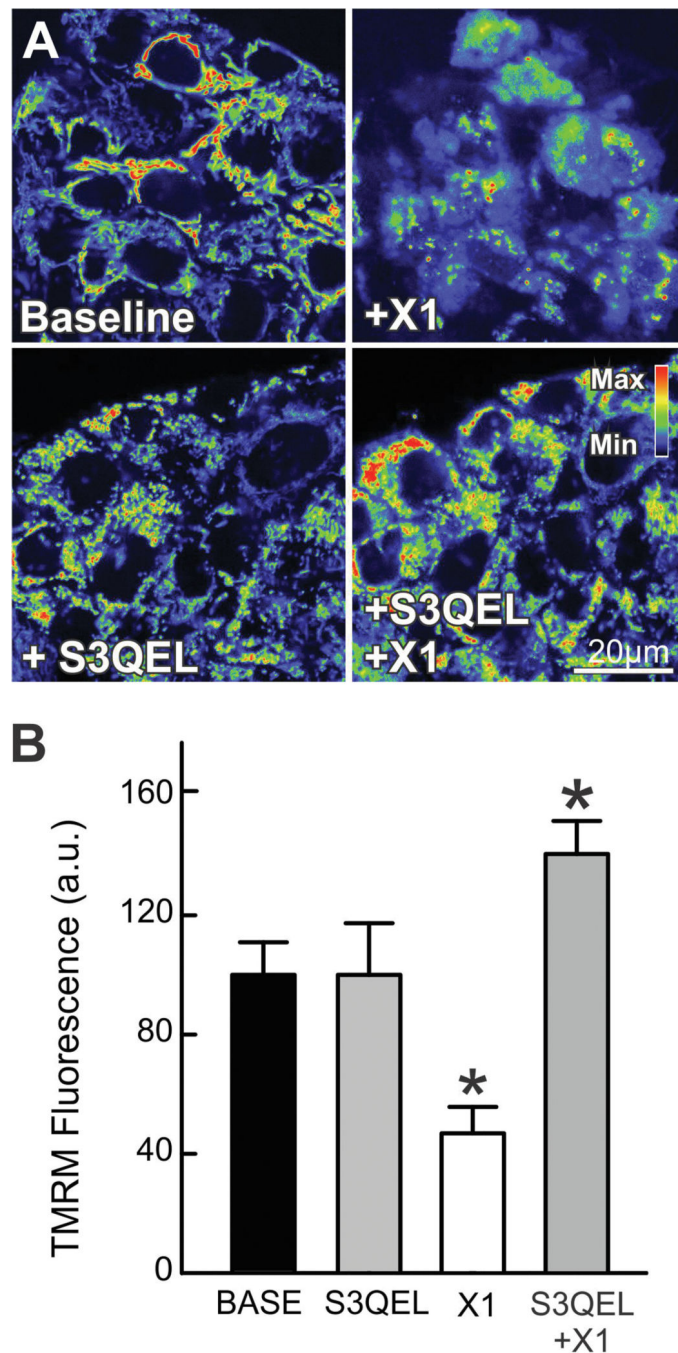 A
Baseline
+X1
+ S3QEL
Max
Min
+S3QEL
+X1
20μm
B
TMRM Fluorescence (a.u.)
160
120
80
40
0
*
*
BASE
S3QEL
X1
S3QEL
+X1